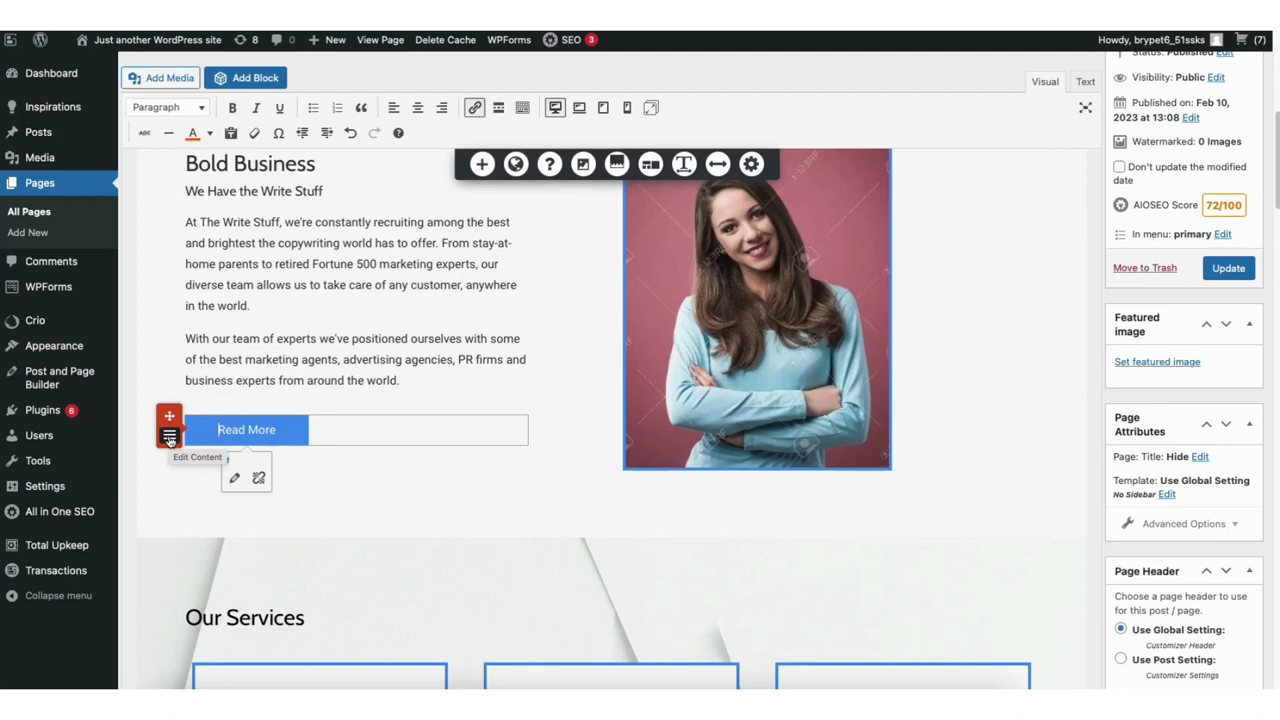 Just another WordPress site
8
0
New
View Page
Delete Cache
WPForms
SEO
3
Howdy, brypet6_51ssks
(7)
Dashboard
Inspirations
Posts
Media
Pages
All Pages
Add New
Comments
WPForms
Crio
Appearance
Post and Page
Builder
Plugins 6
Users
Tools
Settings
All in One SEO
Total Upkeep
Transactions
Collapse menu
Add Media
Add Block
Visual
Text
Paragraph
B
I
U
ABC
A
Bold Business
We Have the Write Stuff
At The Write Stuff, we're constantly recruiting among the best
and brightest the copywriting world has to offer. From stay-at-
home parents to retired Fortune 500 marketing experts, our
diverse team allows us to take care of any customer, anywhere
in the world.
With our team of experts we've positioned ourselves with some
of the best marketing agents, advertising agencies, PR firms and
business experts from around the world.
Read More
Edit Content
123RF
Our Services
Status: Published Edit
Visibility: Public Edit
Published on: Feb 10,
2023 at 13:08 Edit
Watermarked: 0 Images
Don't update the modified
date
AIOSEO Score 72/100
In menu: primary Edit
Move to Trash
Update
Featured
image
Set featured image
Page
Attributes
Page: Title: Hide Edit
Template: Use Global Setting
No Sidebar Edit
Advanced Options
Page Header
Choose a page header to use
for this post / page.
Use Global Setting:
Customizer Header
Use Post Setting:
Customizer Settings